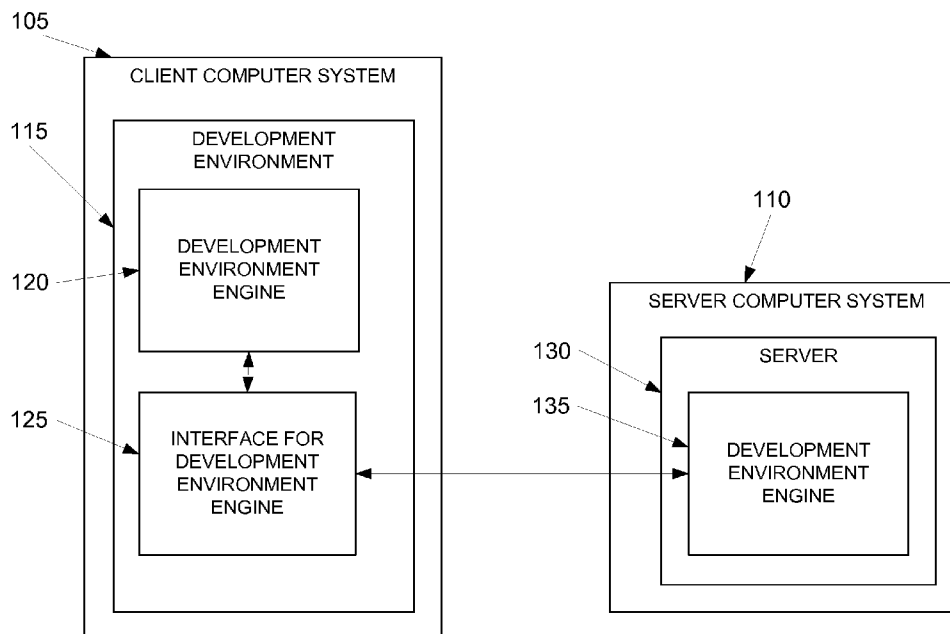 105
CLIENT COMPUTER SYSTEM
115
DEVELOPMENT
ENVIRONMENT
120
DEVELOPMENT
ENVIRONMENT
ENGINE
125
INTERFACE FOR
DEVELOPMENT
ENVIRONMENT
ENGINE
110
SERVER COMPUTER SYSTEM
130
SERVER
135
DEVELOPMENT
ENVIRONMENT
ENGINE